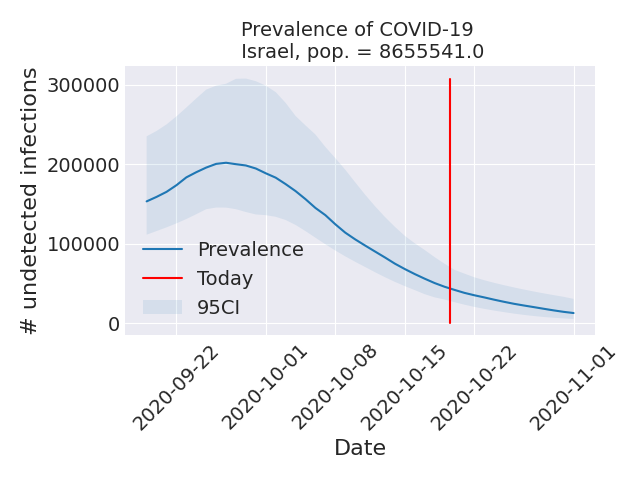 Prevalence of COVID-19
Israel, pop. = 8655541.0
# undetected infections
300000
200000
100000
0
Prevalence
Today
95CI
2020-09-22
2020-10-01
2020-10-08
2020-10-15
2020-10-22
2020-11-01
Date